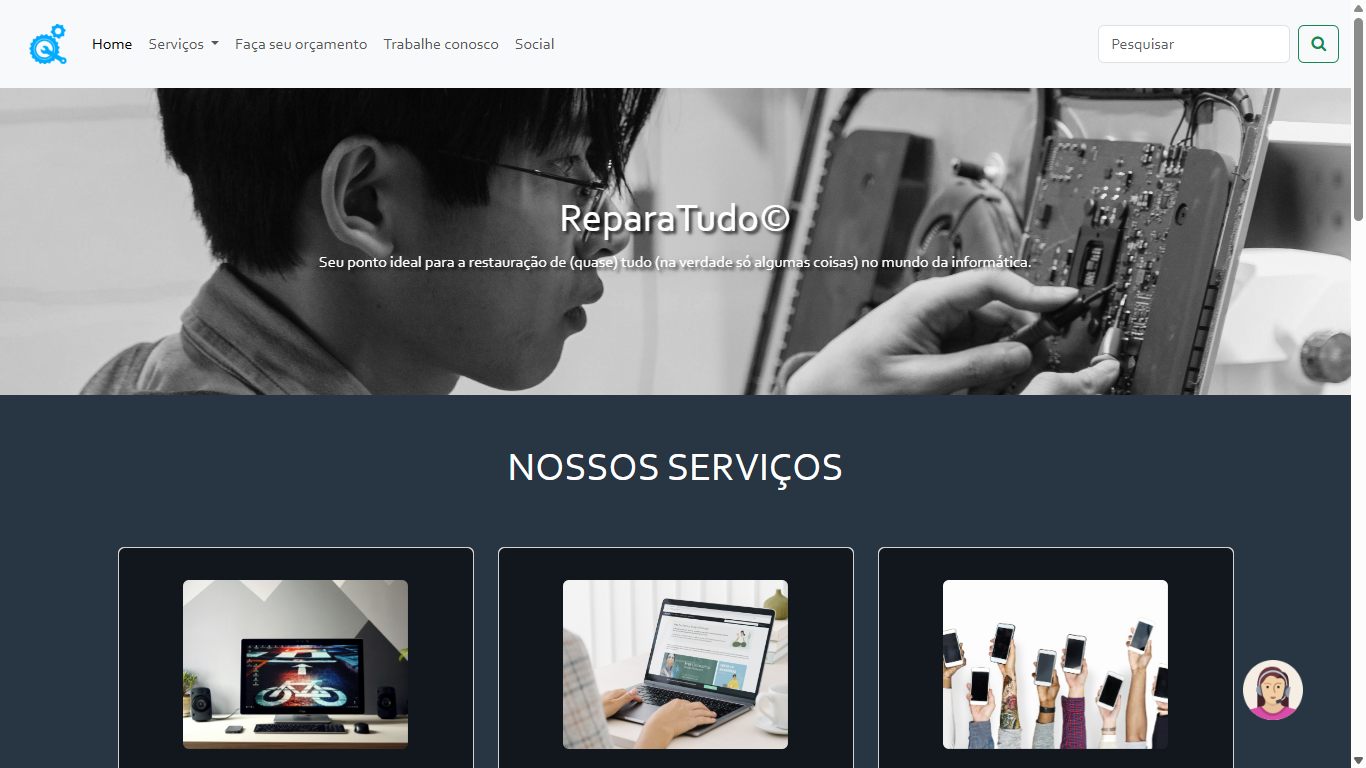 Home
Serviços
Faça seu orçamento
Trabalhe conosco
Social
Pesquisar
ReparaTudo©
Seu ponto ideal para a restauração de (quase) tudo (na verdade só algumas coisas) no mundo da informática.
NOSSOS SERVIÇOS